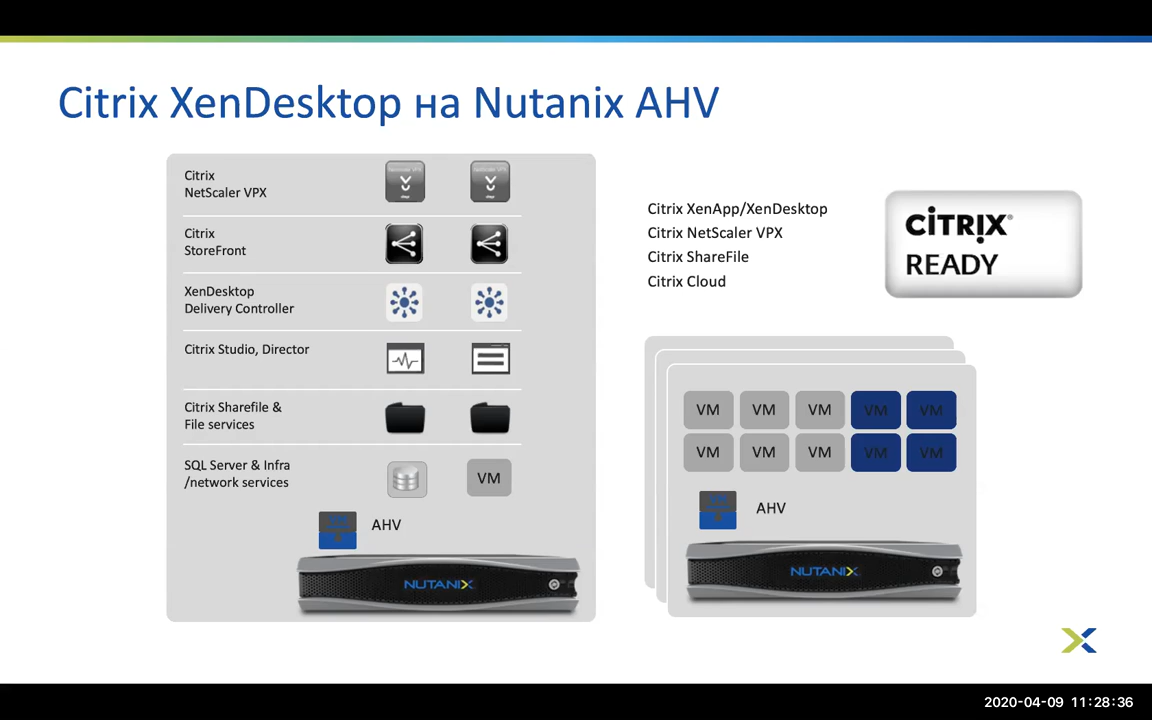 Citrix XenDesktop на Nutanix AHV
Citrix
NetScaler VPX
Citrix
StoreFront
XenDesktop
Delivery Controller
Citrix Studio, Director
Citrix Sharefile &
File services
SQL Server & Infra
/network services
VM
AHV
NUTANIX
Citrix XenApp/XenDesktop
Citrix NetScaler VPX
Citrix ShareFile
Citrix Cloud
CİTRIX®
READY
VM VM VM VM VM
VM VM VM VM VM
AHV
NUTANIX
2020-04-09 11:28:36